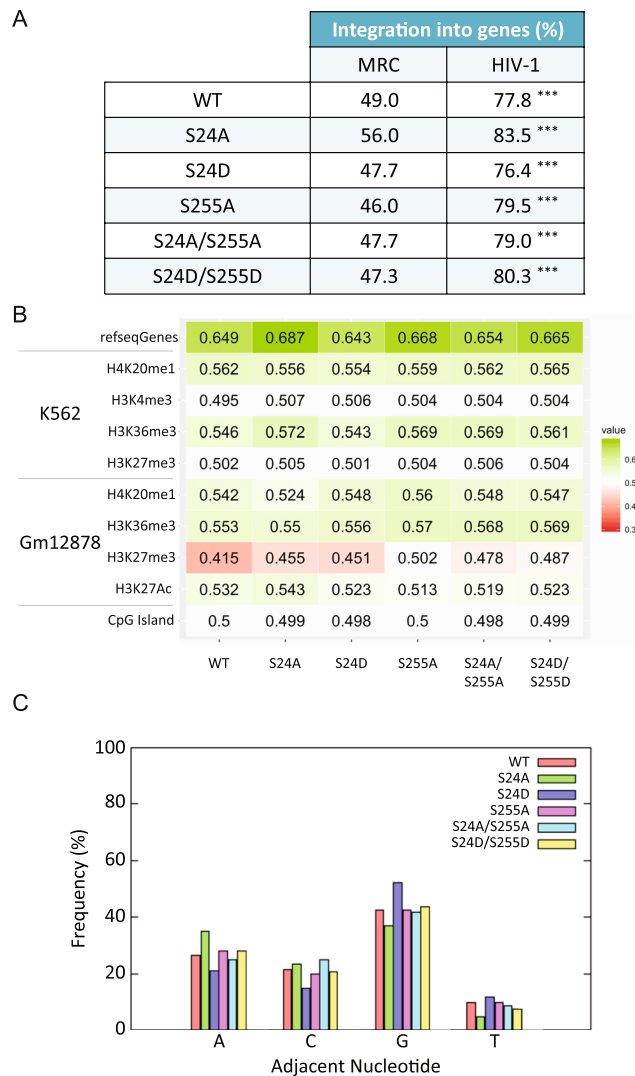 A
Integration into genes (%)
MRC HIV-1
WT 49.0 77.8 ***
S24A 56.0 83.5 ***
S24D 47.7 76.4 ***
S255A 46.0 79.5 ***
S24A/S255A 47.7 79.0 ***
S24D/S255D 47.3 80.3 ***
B
refseqGenes 0.649 0.687 0.643 0.668 0.654 0.665
K562
H4K20me1 0.562 0.556 0.554 0.559 0.562 0.565
H3K4me3 0.495 0.507 0.506 0.504 0.504 0.504
H3K36me3 0.546 0.572 0.543 0.569 0.569 0.561
H3K27me3 0.502 0.505 0.501 0.504 0.506 0.504
Gm12878
H4K20me1 0.542 0.524 0.548 0.56 0.548 0.547
H3K36me3 0.553 0.55 0.556 0.57 0.568 0.569
H3K27me3 0.415 0.455 0.451 0.502 0.478 0.487
H3K27Ac 0.532 0.543 0.523 0.513 0.519 0.523
CpG Island 0.5 0.499 0.498 0.5 0.498 0.499
WT S24A S24D S255A S24A/ S24D/
S255A S255D
value
0.5
C
Frequency (%)
100
80
60
40
20
0
WT
S24A
S24D
S255A
S24A/S255A
S24D/S255D
A C G T
Adjacent Nucleotide